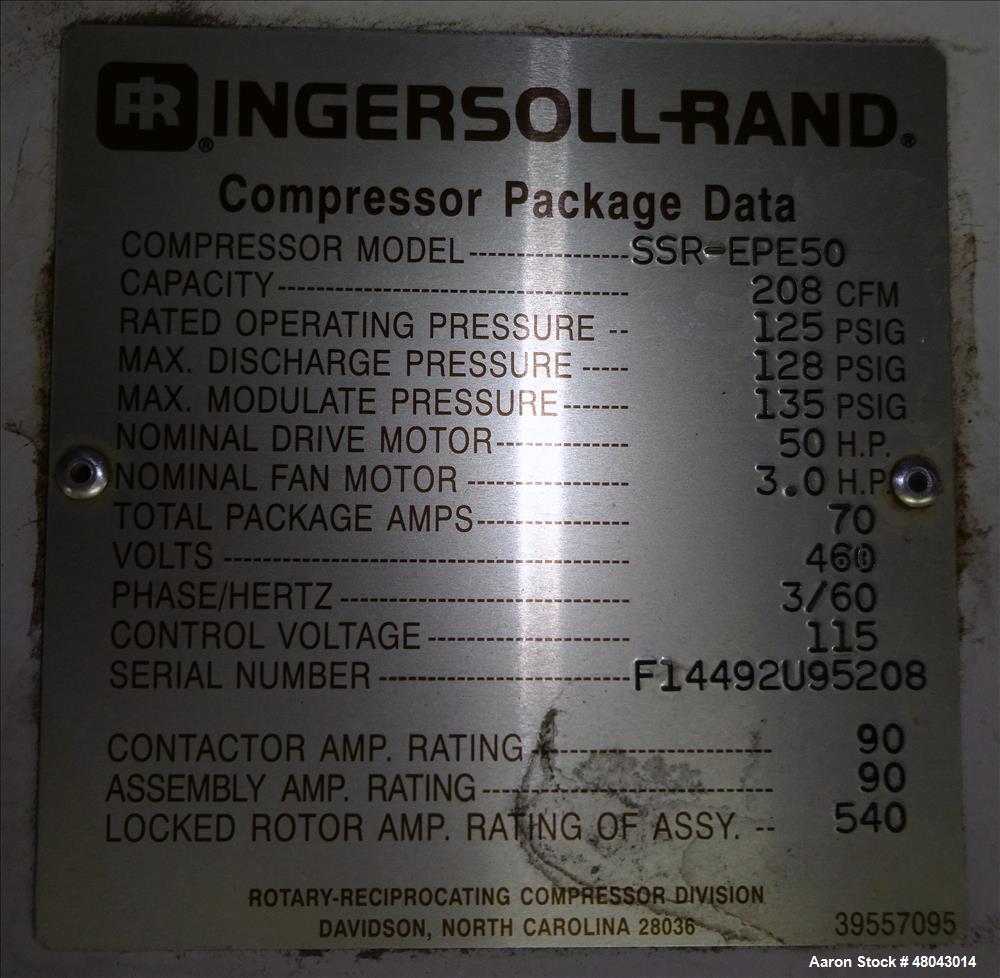 IR® INGERSOLL-RAND®
Compressor Package Data
COMPRESSOR MODEL ---------------- SSR-EPE50
CAPACITY ----------------------------------- 208 CFM
RATED OPERATING PRESSURE -- 125 PSIG
MAX. DISCHARGE PRESSURE ----- 128 PSIG
MAX. MODULATE PRESSURE ------- 135 PSIG
NOMINAL DRIVE MOTOR -------------- 50 H.P.
NOMINAL FAN MOTOR ----------------- 3.0 H.P.
TOTAL PACKAGE AMPS ---------------- 70
VOLTS ----------------------------------------- 460
PHASE/HERTZ ----------------------------- 3/60
CONTROL VOLTAGE -------------------- 115
SERIAL NUMBER ------------------------- F14492U95208
CONTACTOR AMP. RATING ------------------------ 90
ASSEMBLY AMP. RATING ----------------------------- 90
LOCKED ROTOR AMP. RATING OF ASSY. -- 540
ROTARY-RECIPROCATING COMPRESSOR DIVISION
DAVIDSON, NORTH CAROLINA 28036
39557095
Aaron Stock # 48043014